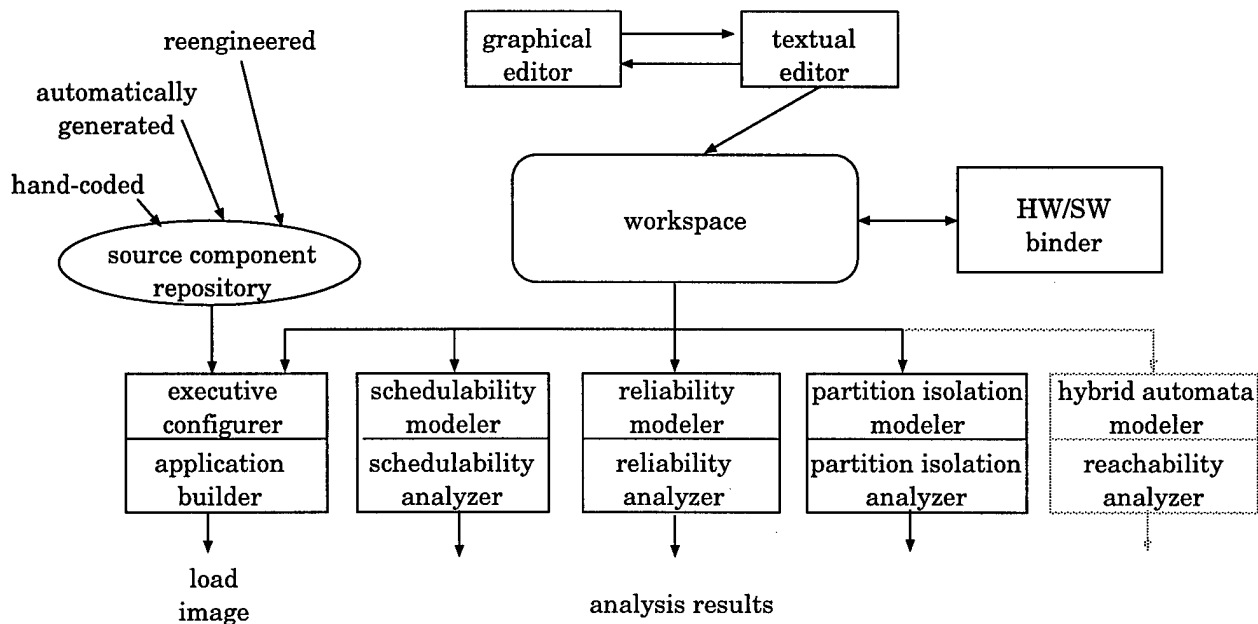 reengineered
automatically
generated
hand-coded
source component
repository
graphical
editor
textual
editor
workspace
HW/SW
binder
executive
configurer
application
builder
schedulability
modeler
schedulability
analyzer
reliability
modeler
reliability
analyzer
partition isolation
modeler
partition isolation
analyzer
hybrid automata
modeler
reachability
analyzer
load
image
analysis results